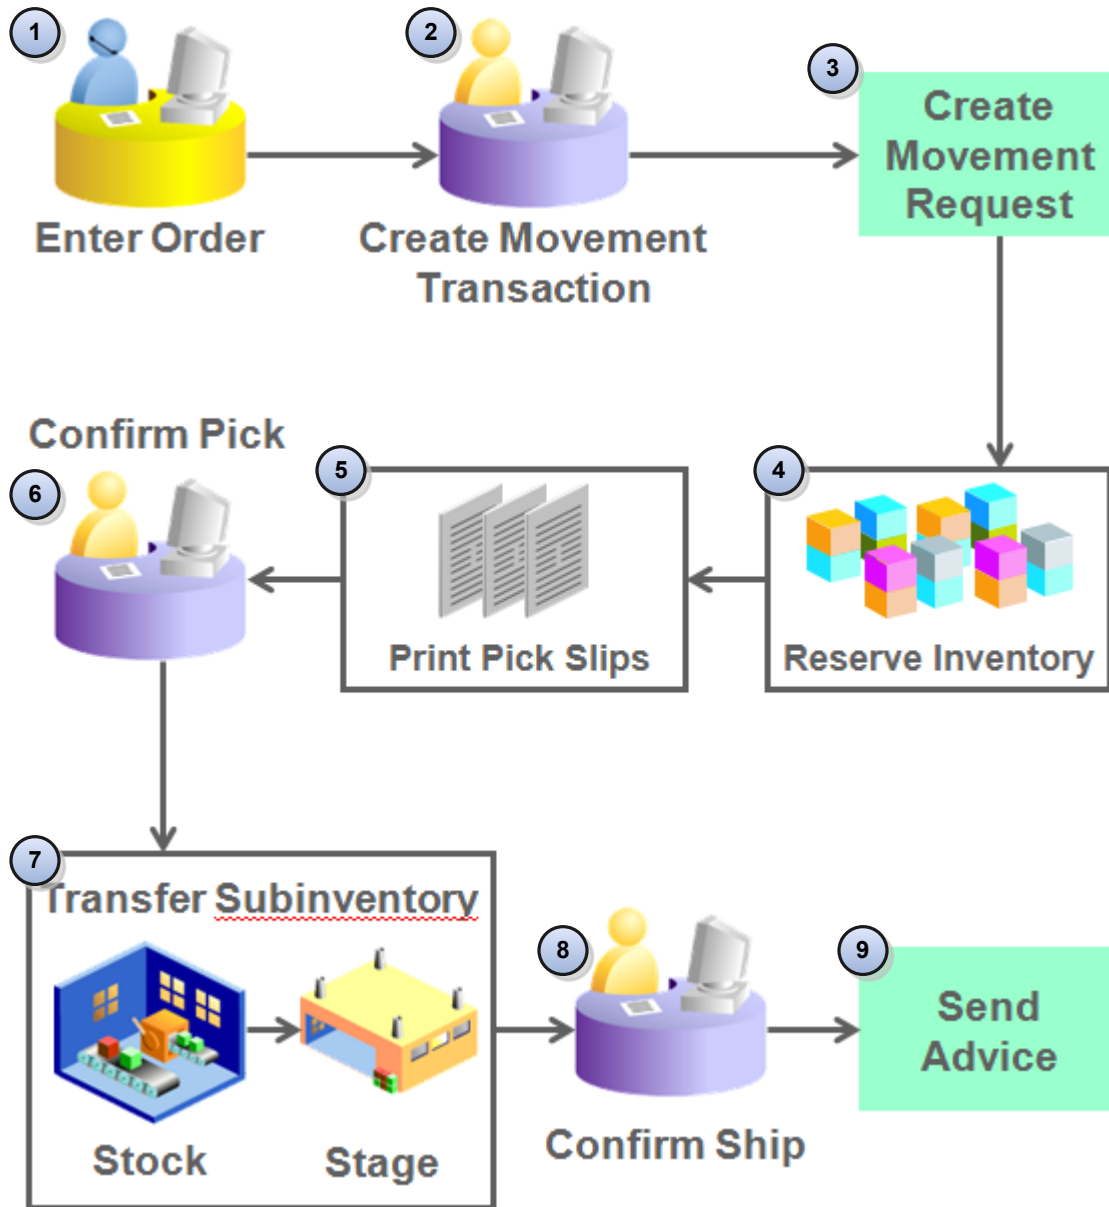 1
Enter Order
2
Create Movement
Transaction
3
Create
Movement
Request
4
Reserve Inventory
5
Print Pick Slips
Confirm Pick
6
7
Transfer Subinventory
Stock
Stage
8
Confirm Ship
9
Send
Advice